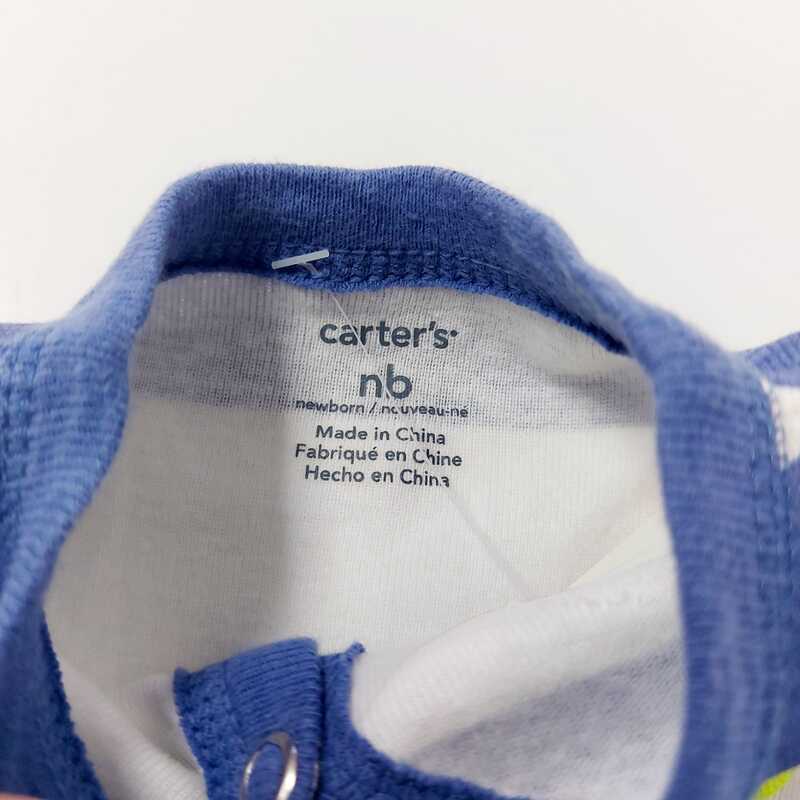 carter's
nb
newborn / nouveau-né
Made in China
Fabriqué en Chine
Hecho en China